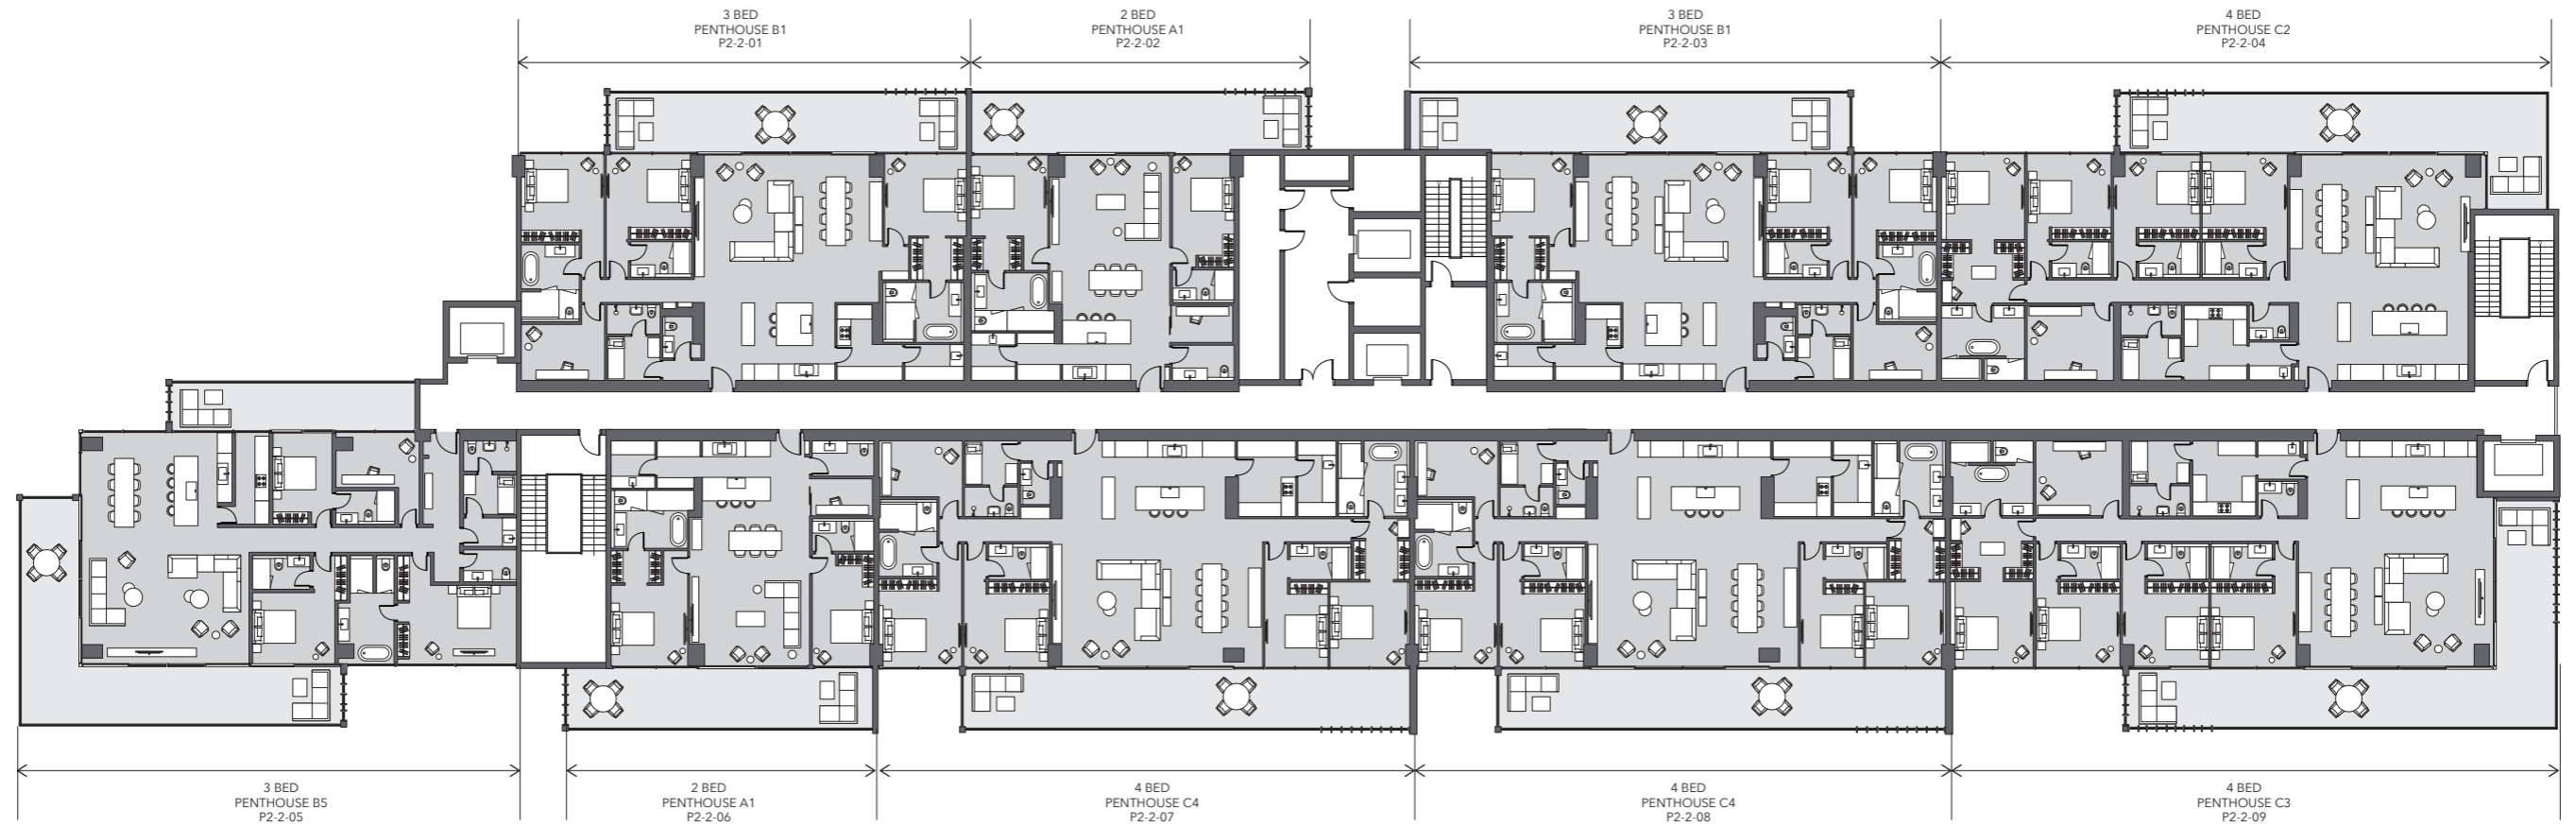 3 BED
PENTHOUSE B1
P2-2-01
2 BED
PENTHOUSE A1
P2-2-02
3 BED
PENTHOUSE B1
P2-2-03
4 BED
PENTHOUSE C2
P2-2-04
3 BED
PENTHOUSE B5
P2-2-05
2 BED
PENTHOUSE A1
P2-2-06
4 BED
PENTHOUSE C4
P2-2-07
4 BED
PENTHOUSE C4
P2-2-08
4 BED
PENTHOUSE C3
P2-2-09